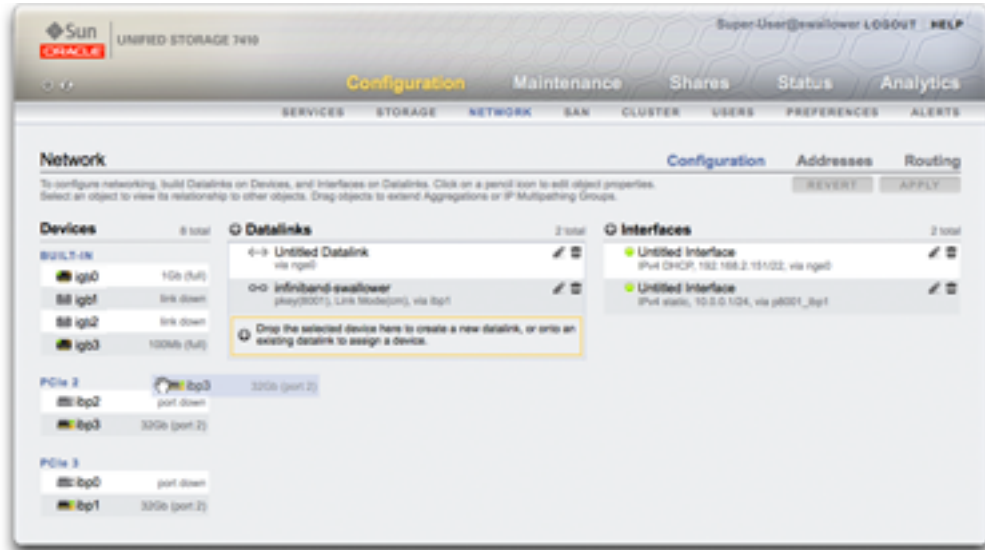 Sun
ORACLE
UNIFIED STORAGE 7410
Super-User@swallower LOGOUT HELP
Configuration Maintenance Shares Status Analytics
SERVICES STORAGE NETWORK SAN CLUSTER USERS PREFERENCES ALERTS
Network
Configuration Addresses Routing
To configure networking, build Datalinks on Devices, and Interfaces on Datalinks. Click on a pencil icon to edit object properties.
Select an object to view its relationship to other objects. Drag objects to extend Aggregations or IP Multipathing Groups.
REVERT APPLY
Devices 8 total
BUILT-IN
igb0 1Gb (full)
igb1 link down
igb2 link down
igb3 100Mb (full)
PCIe 2
ibp3 32Gb (port 2)
ibp2 port down
ibp3 32Gb (port 2)
PCIe 3
ibp0 port down
ibp1 32Gb (port 2)
Datalinks 2 total
Untitled Datalink
via nge0
infiniband-swallower
pkey(8001), Link Mode(cm), via ibp1
Drop the selected device here to create a new datalink, or onto an
existing datalink to assign a device.
Interfaces 2 total
Untitled Interface
IPv4 DHCP, 192.168.2.151/22, via nge0
Untitled Interface
IPv4 static, 10.0.0.1/24, via p8001_ibp1